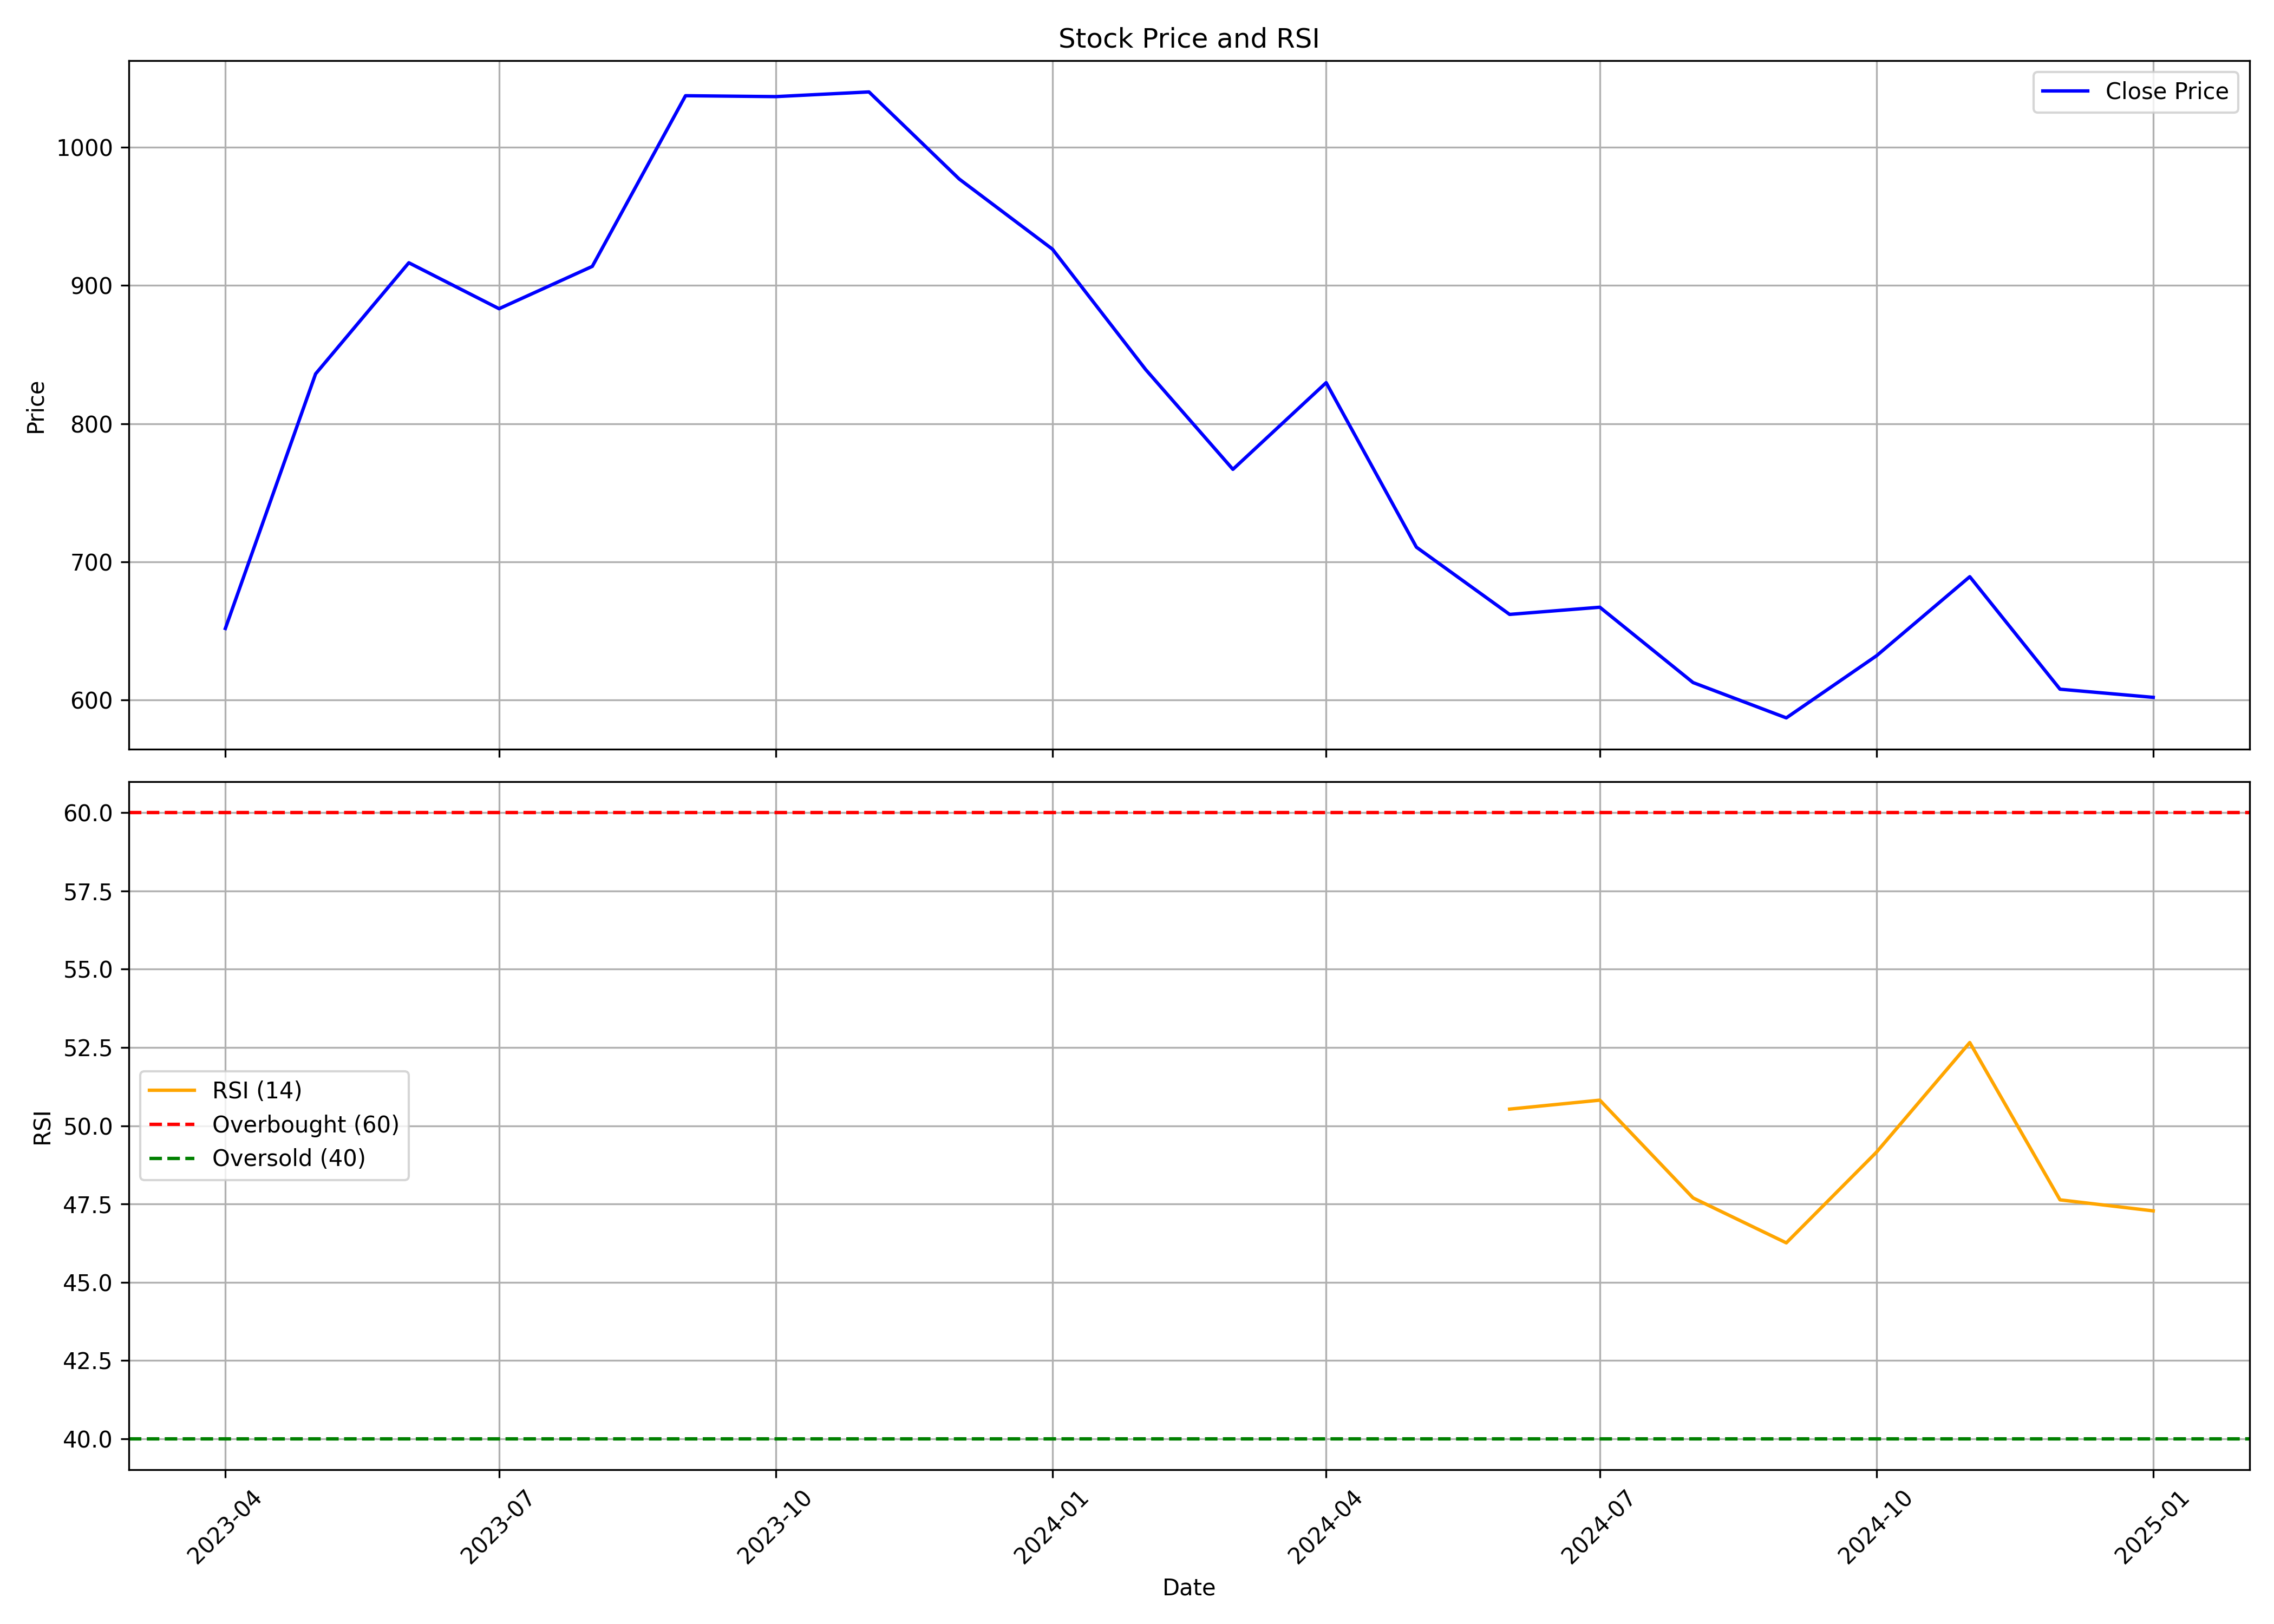 Stock Price and RSI
Close Price
Price
1000
900
800
700
600
RSI
60.0
57.5
55.0
52.5
50.0
47.5
45.0
42.5
40.0
RSI (14)
Overbought (60)
Oversold (40)
2023-04
2023-07
2023-10
2024-01
2024-04
2024-07
2024-10
2025-01
Date